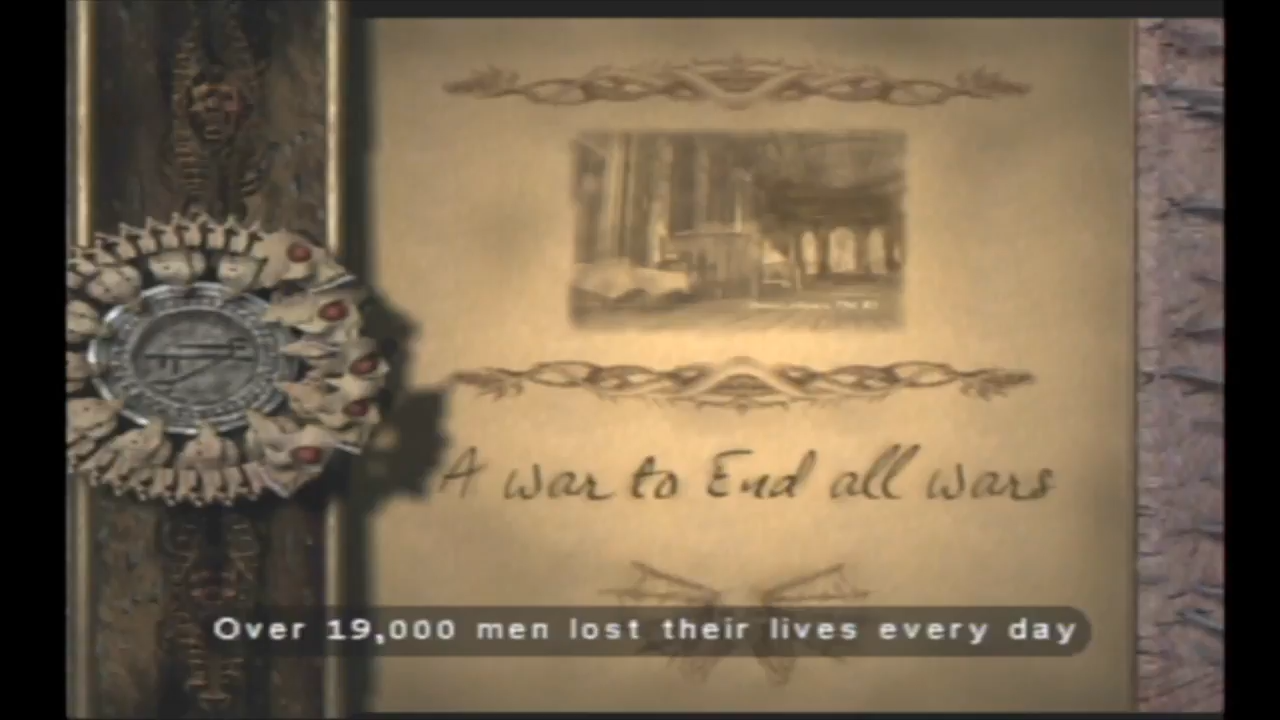 A war to End all wars
Over 19,000 men lost their lives every day